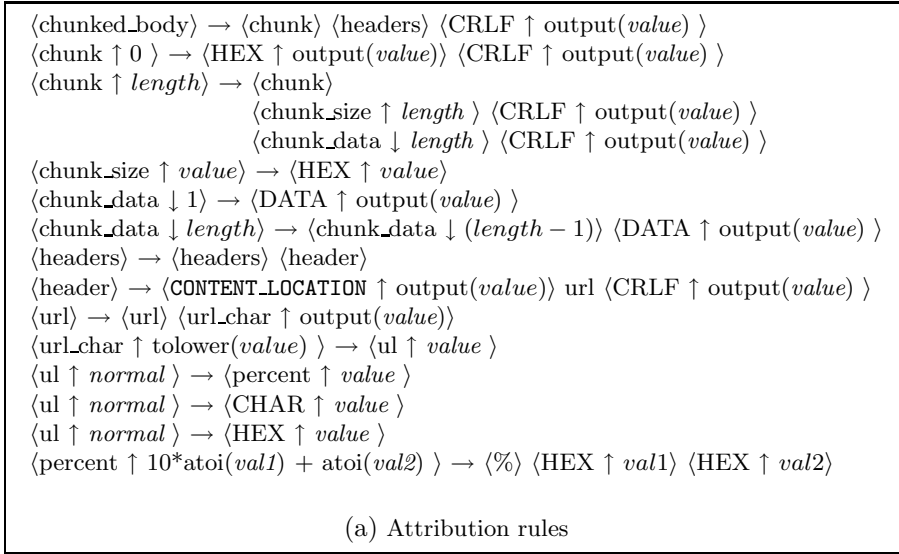 ⟨chunked_body⟩ → ⟨chunk⟩ ⟨headers⟩ ⟨CRLF ↑ output(value) ⟩
⟨chunk ↑ 0 ⟩ → ⟨HEX ↑ output(value)⟩ ⟨CRLF ↑ output(value) ⟩
⟨chunk ↑ length⟩ → ⟨chunk⟩
⟨chunk_size ↑ length ⟩ ⟨CRLF ↑ output(value) ⟩
⟨chunk_data ↓ length ⟩ ⟨CRLF ↑ output(value) ⟩
⟨chunk_size ↑ value⟩ → ⟨HEX ↑ value⟩
⟨chunk_data ↓ 1⟩ → ⟨DATA ↑ output(value) ⟩
⟨chunk_data ↓ length⟩ → ⟨chunk_data ↓ (length − 1)⟩ ⟨DATA ↑ output(value) ⟩
⟨headers⟩ → ⟨headers⟩ ⟨header⟩
⟨header⟩ → ⟨CONTENT_LOCATION ↑ output(value)⟩ url ⟨CRLF ↑ output(value) ⟩
⟨url⟩ → ⟨url⟩ ⟨url_char ↑ output(value)⟩
⟨url_char ↑ tolower(value) ⟩ → ⟨ul ↑ value ⟩
⟨ul ↑ normal ⟩ → ⟨percent ↑ value ⟩
⟨ul ↑ normal ⟩ → ⟨CHAR ↑ value ⟩
⟨ul ↑ normal ⟩ → ⟨HEX ↑ value ⟩
⟨percent ↑ 10*atoi(val1) + atoi(val2) ⟩ → ⟨%⟩ ⟨HEX ↑ val1⟩ ⟨HEX ↑ val2⟩
(a) Attribution rules